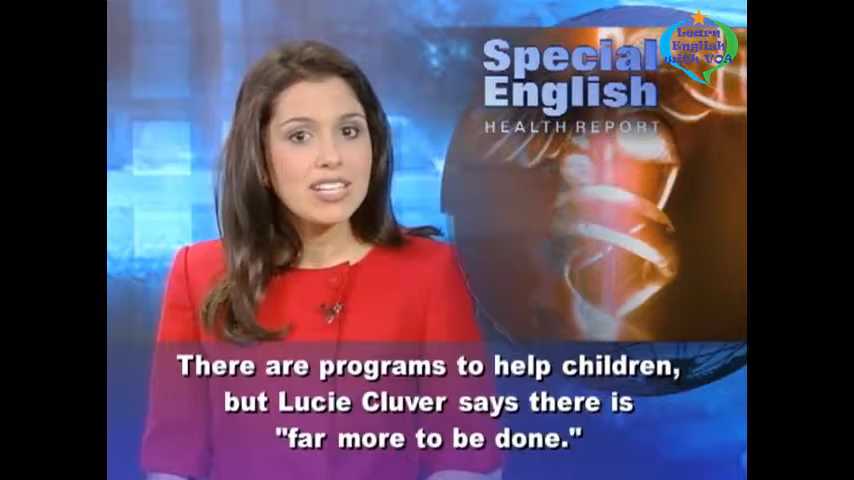 Special
English
HEALTH REPORT
Learn
English
with VOA
There are programs to help children,
but Lucie Cluver says there is
"far more to be done."